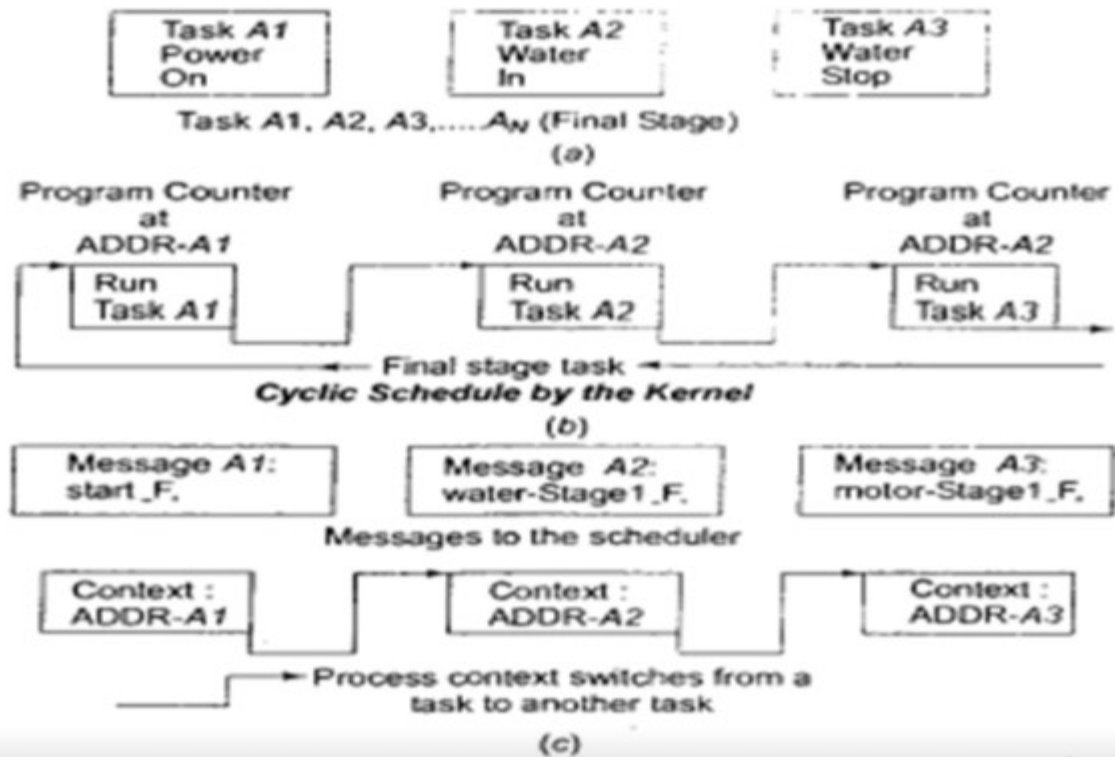 Task A1
Power
On
Task A2
Water
In
Task A3
Water
Stop
Task A1, A2, A3,.....AN (Final Stage)
(a)
Program Counter
at
ADDR-A1
Program Counter
at
ADDR-A2
Program Counter
at
ADDR-A2
Run
Task A1
Run
Task A2
Run
Task A3
Final stage task
Cyclic Schedule by the Kernel
(b)
Message A1:
start_F,
Message A2:
water-Stage1_F,
Message A3:
motor-Stage1_F,
Messages to the scheduler
Context :
ADDR-A1
Context :
ADDR-A2
Context :
ADDR-A3
Process context switches from a
task to another task
(c)